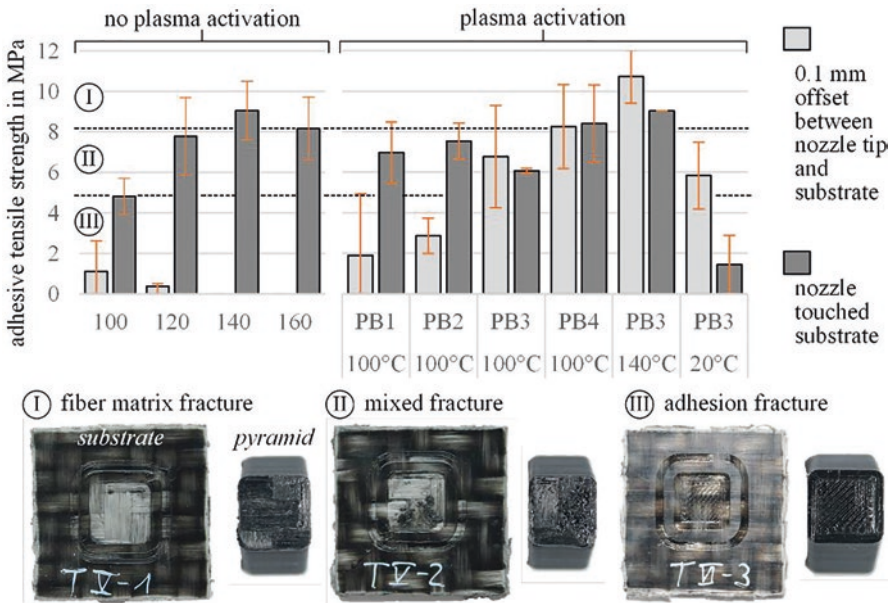 no plasma activation
plasma activation
adhesive tensile strength in MPa
12
10
8
6
4
2
0
I
II
III
100 120 140 160
PB1 PB2 PB3 PB4 PB3 PB3
100°C 100°C 100°C 100°C 140°C 20°C
0.1 mm
offset
between
nozzle tip
and
substrate
nozzle
touched
substrate
I fiber matrix fracture
II mixed fracture
III adhesion fracture
substrate
pyramid
T V-1
T V-2
T VI-3